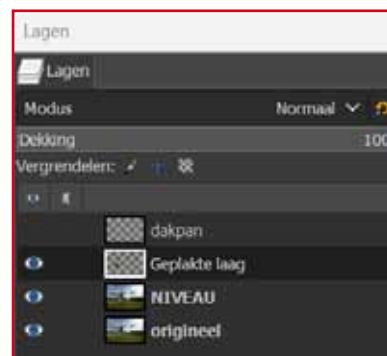 Lagen
Lagen
Modus Normaal
Dekking 100
Vergrendelen:
dakpan
Geplakte laag
NIVEAU
origineel